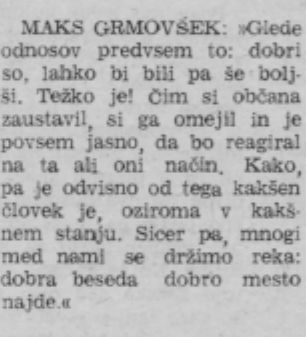 MAKS GRMOVŠEK: »Glede
odnosov predvsem to: dobri
so, lahko bi bili pa še bolj-
ši. Težko je! Čim si občana
zaustavil, si ga omejil in je
povsem jasno, da bo reagiral
na ta ali oni način. Kako,
pa je odvisno od tega kakšen
človek je, oziroma v kakš-
nem stanju. Sicer pa, mnogi
med nami se držimo reka:
dobra beseda dobro mesto
najde.«